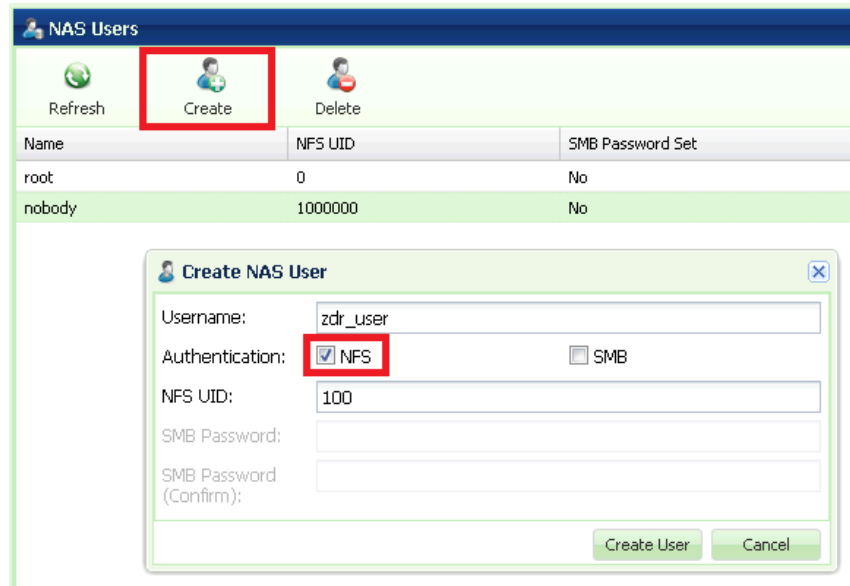 NAS Users
Refresh Create Delete
Name NFS UID SMB Password Set
root 0 No
nobody 1000000 No
Create NAS User
Username: zdr_user
Authentication: NFS SMB
NFS UID: 100
SMB Password:
SMB Password
(Confirm):
Create User Cancel